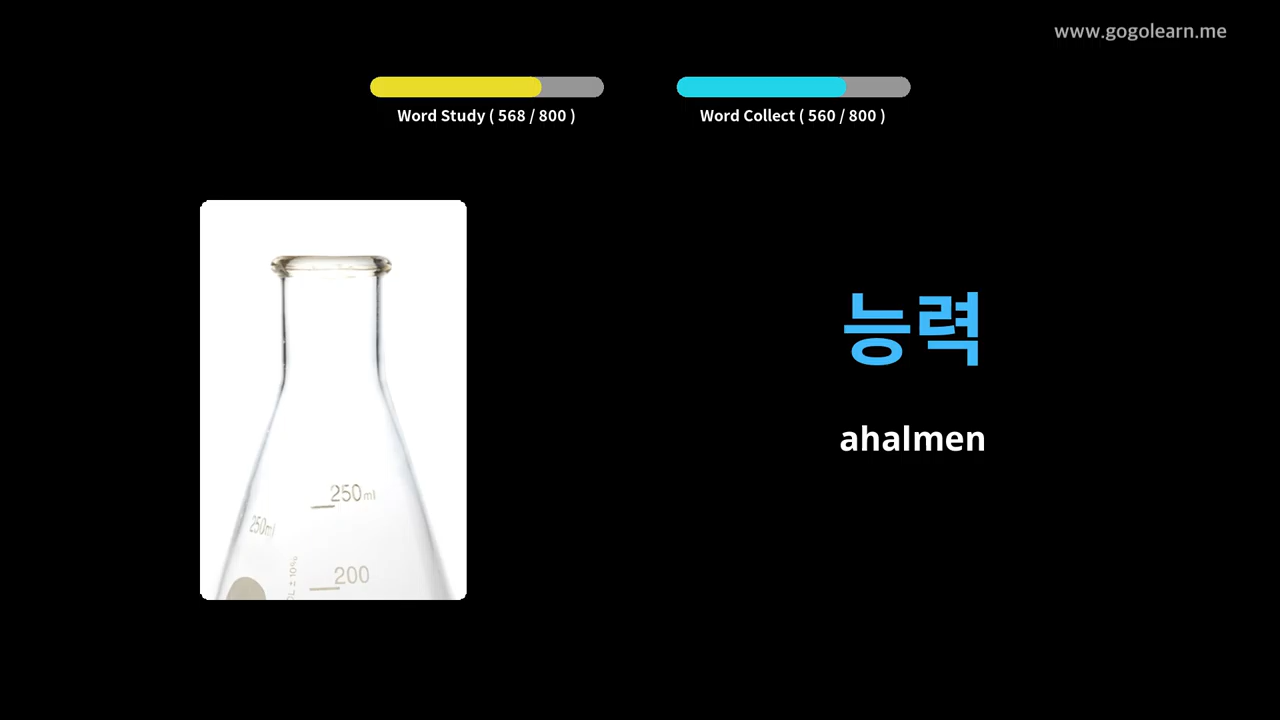 www.gogolearn.me
Word Study ( 568 / 800 )
Word Collect ( 560 / 800 )
능력
ahalmen
250ml
250ml
200